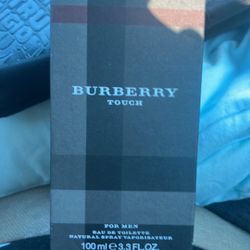 BURBERRY
TOUCH
FOR MEN
EAU DE TOILETTE
NATURAL SPRAY VAPORISATEUR
100 ml e 3.3 FL.OZ.